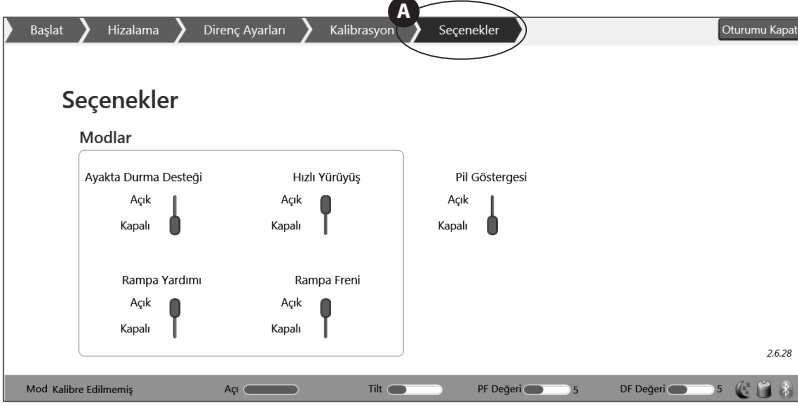 A
Başlat Hizalama Direnç Ayarları Kalibrasyon Seçenekler Oturumu Kapat
Seçenekler
Modlar
Ayakta Durma Desteği Hızlı Yürüyüş Pil Göstergesi
Açık Açık Açık
Kapalı Kapalı Kapalı
Rampa Yardımı Rampa Freni
Açık Açık
Kapalı Kapalı
2.6.28
Mod Kalibre Edilmemiş Açı Tilt PF Değeri 5 DF Değeri 5